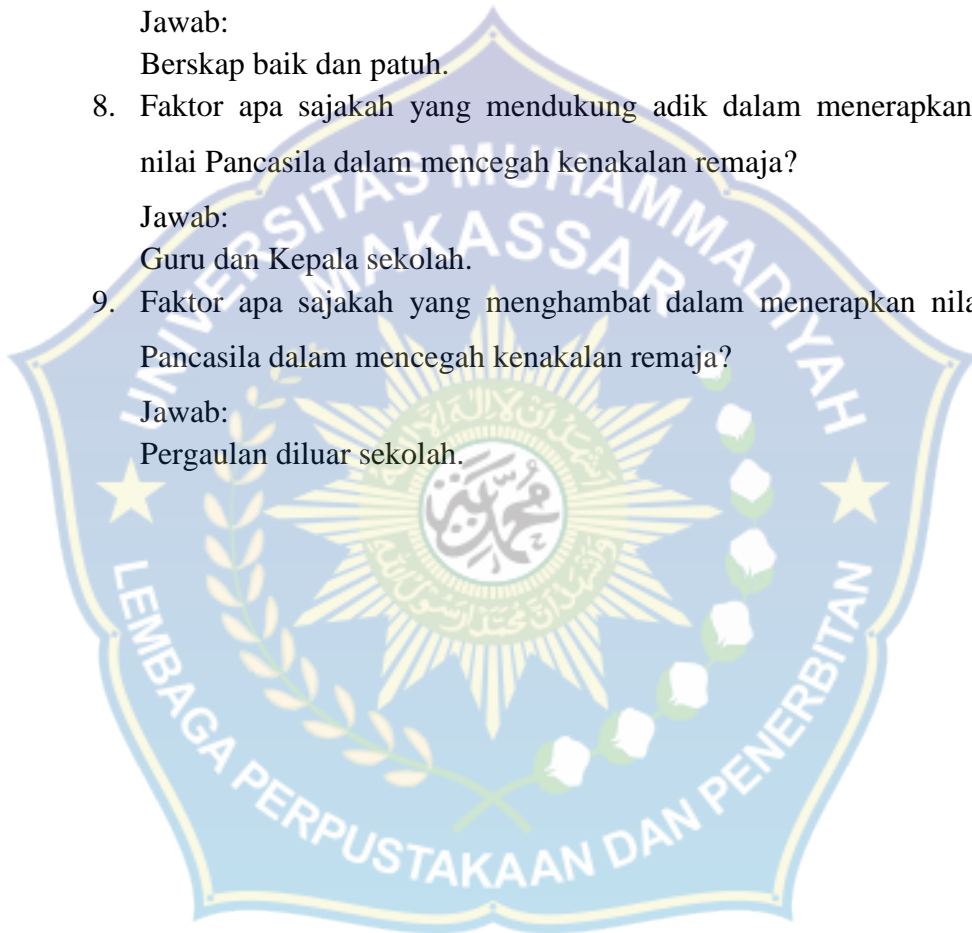 Jawab:
Berskap baik dan patuh.
8. Faktor apa sajakah yang mendukung adik dalam menerapkan
nilai Pancasila dalam mencegah kenakalan remaja?
Jawab:
Guru dan Kepala sekolah.
9. Faktor apa sajakah yang menghambat dalam menerapkan nila
Pancasila dalam mencegah kenakalan remaja?
Jawab:
Pergaulan diluar sekolah.
UNIVERSITAS MUHAMMADIYAH
MAKASSAR
LEMBAGA PERPUSTAKAAN DAN PENERBITAN